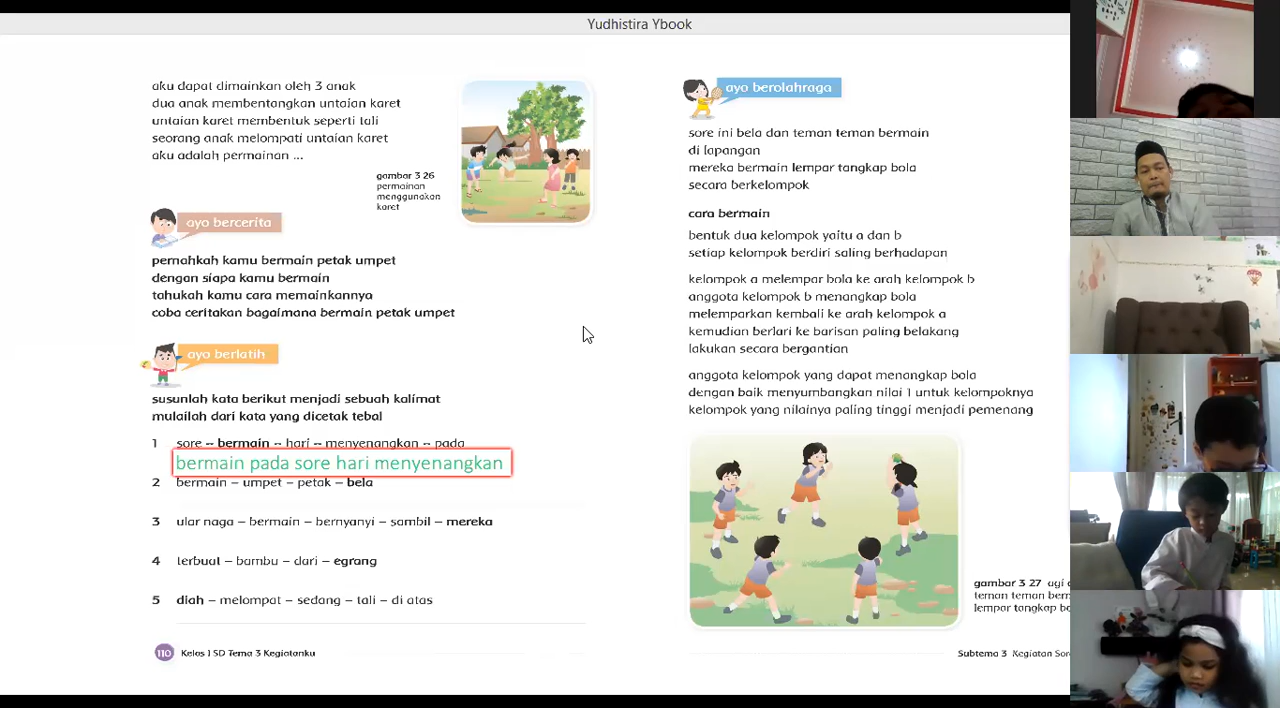 Yudhistira Ybook
aku dapat dimainkan oleh 3 anak
dua anak membentangkan untaian karet
untaian karet membentuk seperti tali
seorang anak melompati untaian karet
aku adalah permainan ...
gambar 3 26
permainan
menggunakan
karet
ayo bercerita
pernahkah kamu bermain petak umpet
dengan siapa kamu bermain
tahukah kamu cara memainkannya
coba ceritakan bagaimana bermain petak umpet
ayo berlatih
susunlah kata berikut menjadi sebuah kalimat
mulailah dari kata yang dicetak tebal
1 sore -- bermain -- hari -- menyenangkan -- pada
bermain pada sore hari menyenangkan
2 bermain – umpet – petak – bela
3 ular naga – bermain – bernyanyi – sambil – mereka
4 terbuat – bambu – dari – egrang
5 diah – melompat – sedang – tali – di atas
110 Kelas I SD Tema 3 Kegiatanku
ayo berolahraga
sore ini bela dan teman teman bermain
di lapangan
mereka bermain lempar tangkap bola
secara berkelompok
cara bermain
bentuk dua kelompok yaitu a dan b
setiap kelompok berdiri saling berhadapan
kelompok a melempar bola ke arah kelompok b
anggota kelompok b menangkap bola
melemparkan kembali ke arah kelompok a
kemudian berlari ke barisan paling belakang
lakukan secara bergantian
anggota kelompok yang dapat menangkap bola
dengan baik menyumbangkan nilai 1 untuk kelompoknya
kelompok yang nilainya paling tinggi menjadi pemenang
gambar 3 27 ugi
teman teman ber
lempar tangkap bo
Subtema 3 Kegiatan Sor